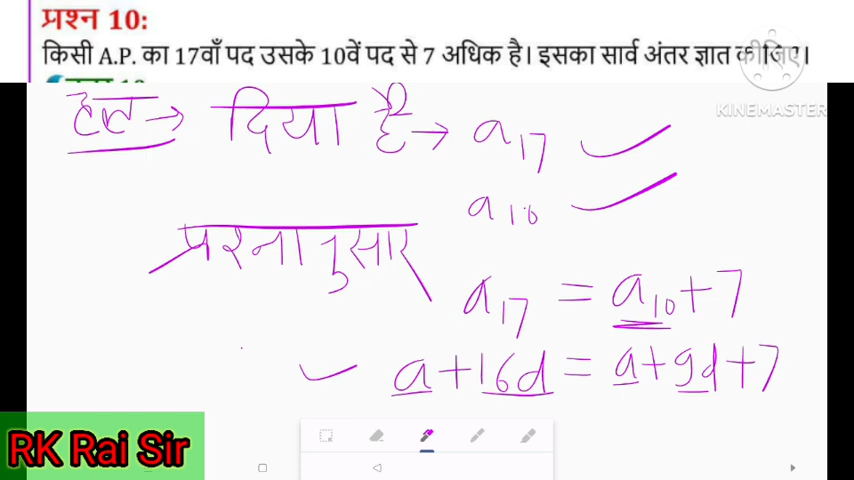 प्रश्न 10:
किसी A.P. का 17वाँ पद उसके 10वें पद से 7 अधिक है। इसका सार्व अंतर ज्ञात कीजिए।
KINEMASTER
हल → दिया है → a17
a10
प्रश्नानुसार
a17 = a10+7
a+16d = a+9d+7
RK Rai Sir